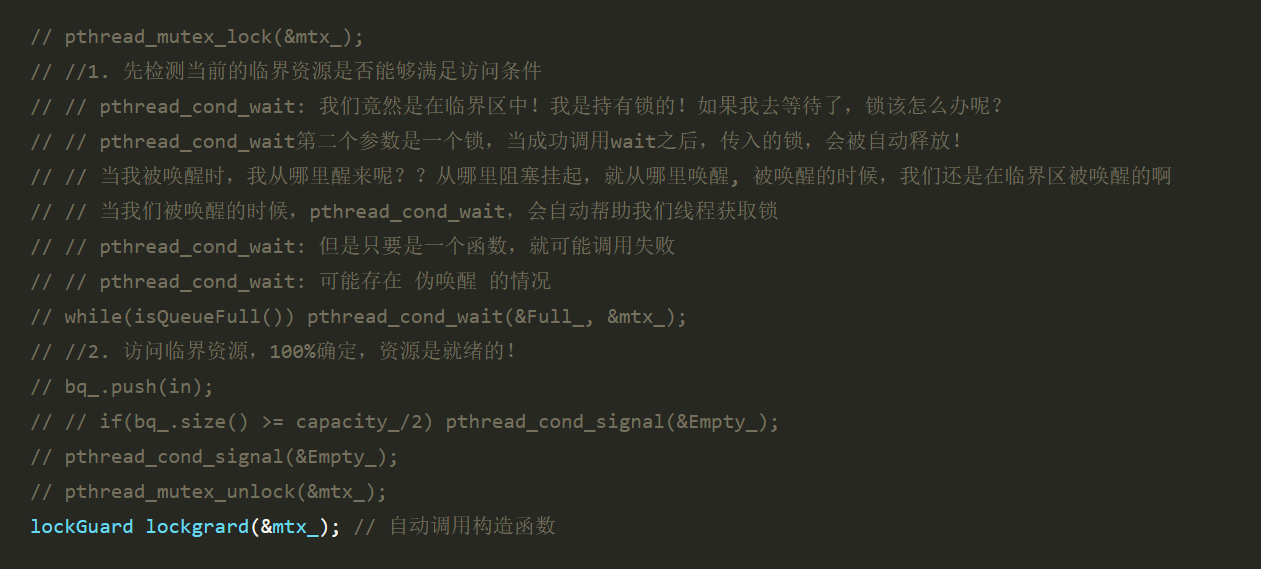 // pthread_mutex_lock(&mtx_);
// //1. 先检测当前的临界资源是否能够满足访问条件
// // pthread_cond_wait: 我们竟然是在临界区中！我是持有锁的！如果我去等待了，锁该怎么办呢？
// // pthread_cond_wait第二个参数是一个锁，当成功调用wait之后，传入的锁，会被自动释放！
// // 当我被唤醒时，我从哪里醒来呢？？从哪里阻塞挂起，就从哪里唤醒, 被唤醒的时候，我们还是在临界区被唤醒的啊
// // 当我们被唤醒的时候，pthread_cond_wait，会自动帮助我们线程获取锁
// // pthread_cond_wait: 但是只要是一个函数，就可能调用失败
// // pthread_cond_wait: 可能存在 伪唤醒 的情况
// while(isQueueFull()) pthread_cond_wait(&Full_, &mtx_);
// //2. 访问临界资源，100%确定，资源是就绪的！
// bq_.push(in);
// // if(bq_.size() >= capacity_/2) pthread_cond_signal(&Empty_);
// pthread_cond_signal(&Empty_);
// pthread_mutex_unlock(&mtx_);
lockGuard lockgrard(&mtx_); // 自动调用构造函数